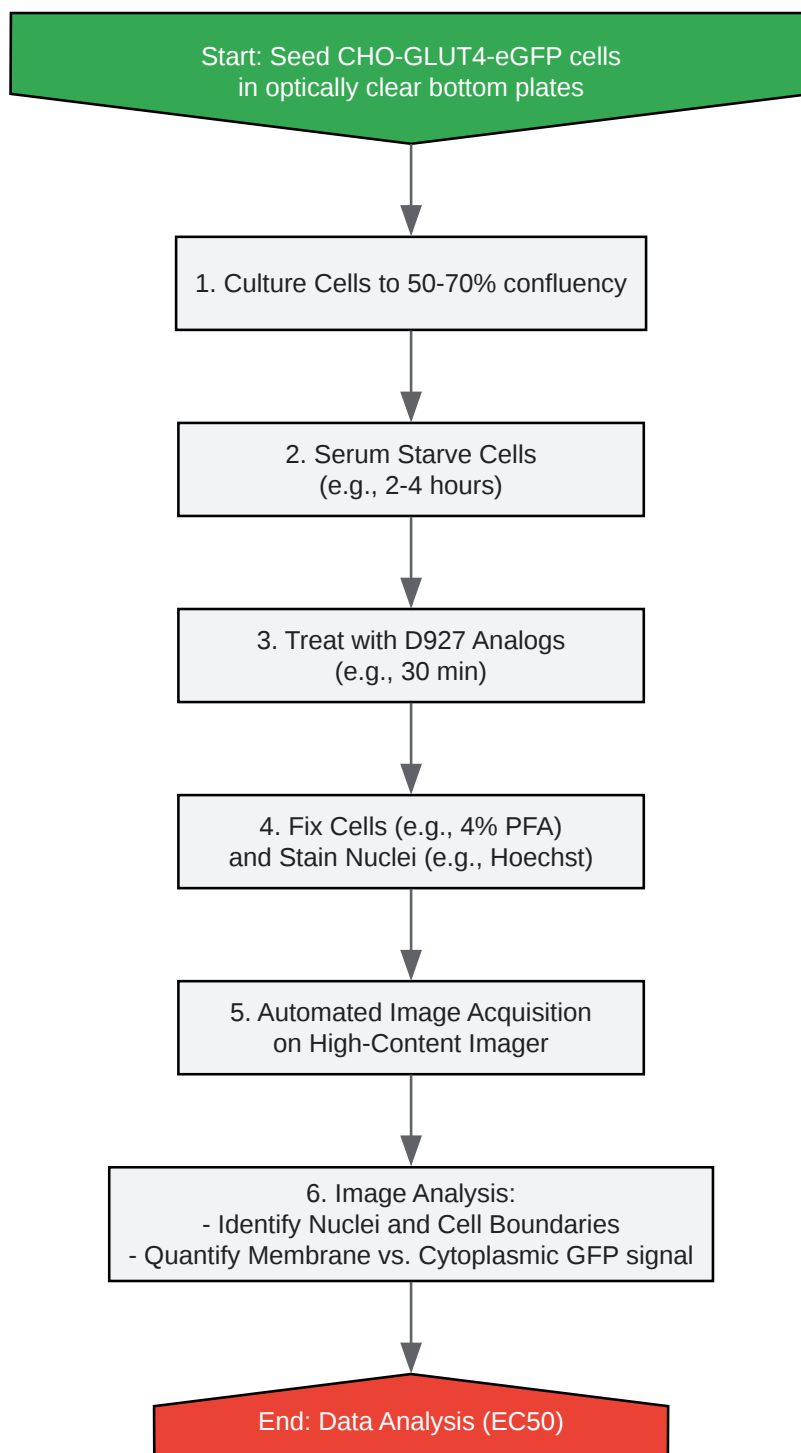 Start: Seed CHO-GLUT4-eGFP cells
in optically clear bottom plates
1. Culture Cells to 50-70% confluency
2. Serum Starve Cells
(e.g., 2-4 hours)
3. Treat with D927 Analogs
(e.g., 30 min)
4. Fix Cells (e.g., 4% PFA)
and Stain Nuclei (e.g., Hoechst)
5. Automated Image Acquisition
on High-Content Imager
6. Image Analysis:
- Identify Nuclei and Cell Boundaries
- Quantify Membrane vs. Cytoplasmic GFP signal
End: Data Analysis (EC50)